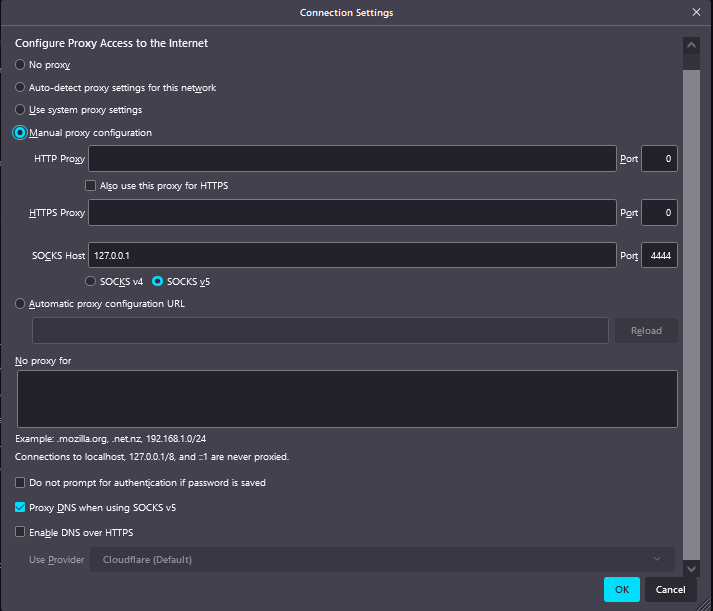 Connection Settings
Configure Proxy Access to the Internet
No proxy
Auto-detect proxy settings for this network
Use system proxy settings
Manual proxy configuration
HTTP Proxy Port 0
Also use this proxy for HTTPS
HTTPS Proxy Port 0
SOCKS Host 127.0.0.1 Port 4444
SOCKS v4 SOCKS v5
Automatic proxy configuration URL
Reload
No proxy for
Example: .mozilla.org, .net.nz, 192.168.1.0/24
Connections to localhost, 127.0.0.1/8, and ::1 are never proxied.
Do not prompt for authentication if password is saved
Proxy DNS when using SOCKS v5
Enable DNS over HTTPS
Use Provider Cloudflare (Default)
OK Cancel